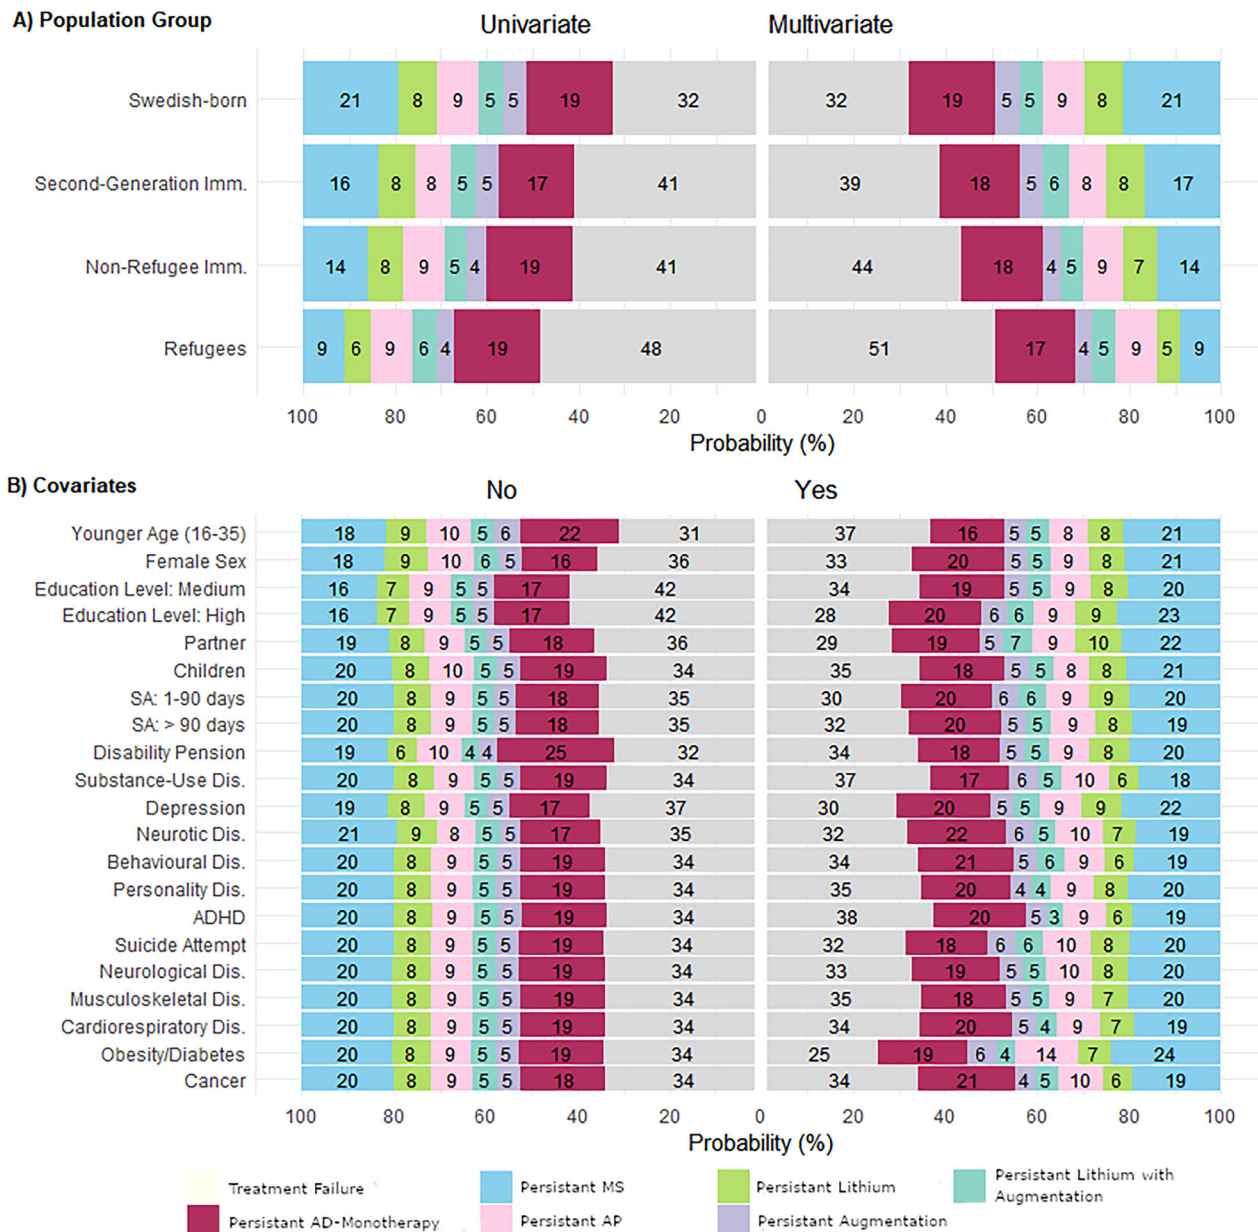 A) Population Group
Univariate Multivariate
Swedish-born 21 8 9 5 5 19 32 32 19 5 5 9 8 21
Second-Generation Imm. 16 8 8 5 5 17 41 39 18 5 6 8 8 17
Non-Refugee Imm. 14 8 9 5 4 19 41 44 18 4 5 9 7 14
Refugees 9 6 9 6 4 19 48 51 17 4 5 9 5 9
100 80 60 40 20 0 20 40 60 80 100
Probability (%)
B) Covariates
No Yes
Younger Age (16-35) 18 9 10 5 6 22 31 37 16 5 5 8 8 21
Female Sex 18 9 10 6 5 16 36 33 20 5 5 9 8 21
Education Level: Medium 16 7 9 5 5 17 42 34 19 5 5 9 8 20
Education Level: High 16 7 9 5 5 17 42 28 20 6 6 9 9 23
Partner 19 8 9 5 5 18 36 29 19 5 7 9 10 22
Children 20 8 10 5 5 19 34 35 18 5 5 8 8 21
SA: 1-90 days 20 8 9 5 5 18 35 30 20 6 6 9 9 20
SA: > 90 days 20 8 9 5 5 18 35 32 20 5 5 9 8 19
Disability Pension 19 6 10 4 4 25 32 34 18 5 5 9 8 20
Substance-Use Dis. 20 8 9 5 5 19 34 37 17 6 5 10 6 18
Depression 19 8 9 5 5 17 37 30 20 5 5 9 9 22
Neurotic Dis. 21 9 8 5 5 17 35 32 22 6 5 10 7 19
Behavioural Dis. 20 8 9 5 5 19 34 34 21 5 6 9 6 19
Personality Dis. 20 8 9 5 5 19 34 35 20 4 4 9 8 20
ADHD 20 8 9 5 5 19 34 38 20 5 3 9 6 19
Suicide Attempt 20 8 9 5 5 19 34 32 18 6 6 10 8 20
Neurological Dis. 20 8 9 5 5 19 34 33 19 5 5 10 8 20
Musculoskeletal Dis. 20 8 9 5 5 19 34 35 18 5 5 9 7 20
Cardiorespiratory Dis. 20 8 9 5 5 19 34 34 20 5 4 9 7 19
Obesity/Diabetes 20 8 9 5 5 19 34 25 19 6 4 14 7 24
Cancer 20 8 9 5 5 18 34 34 21 4 5 10 6 19
100 80 60 40 20 0 20 40 60 80 100
Probability (%)
Treatment Failure
Persistant AD-Monotherapy
Persistant MS
Persistant AP
Persistant Lithium
Persistant Augmentation
Persistant Lithium with
Augmentation